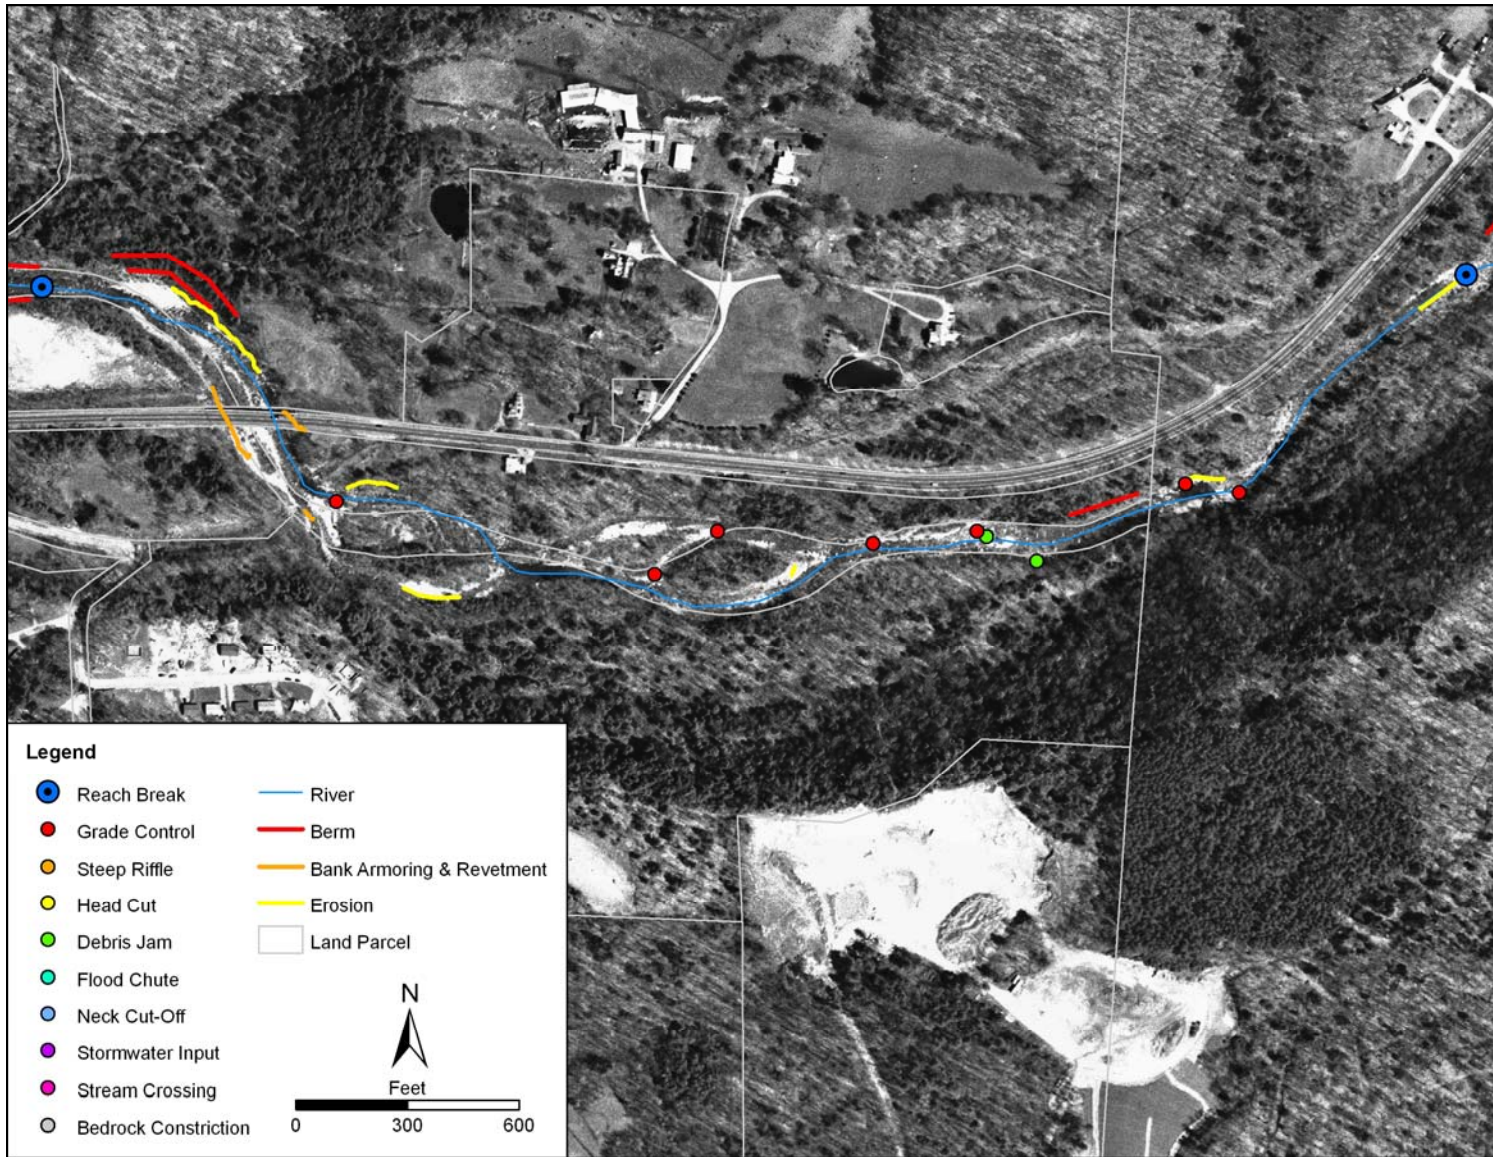 Legend
Reach Break
Grade Control
Steep Riffle
Head Cut
Debris Jam
Flood Chute
Neck Cut-Off
Stormwater Input
Stream Crossing
Bedrock Constriction
River
Berm
Bank Armoring & Revetment
Erosion
Land Parcel
N
Feet
0 300 600